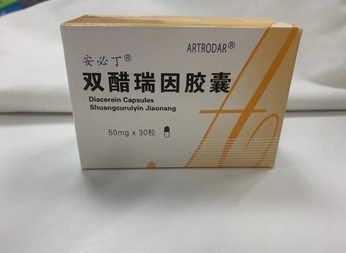 ARTRODAR®
安必丁®
双醋瑞因胶囊
Diacerein Capsules
Shuangcuruiyin Jiaonang
50mg x 30粒